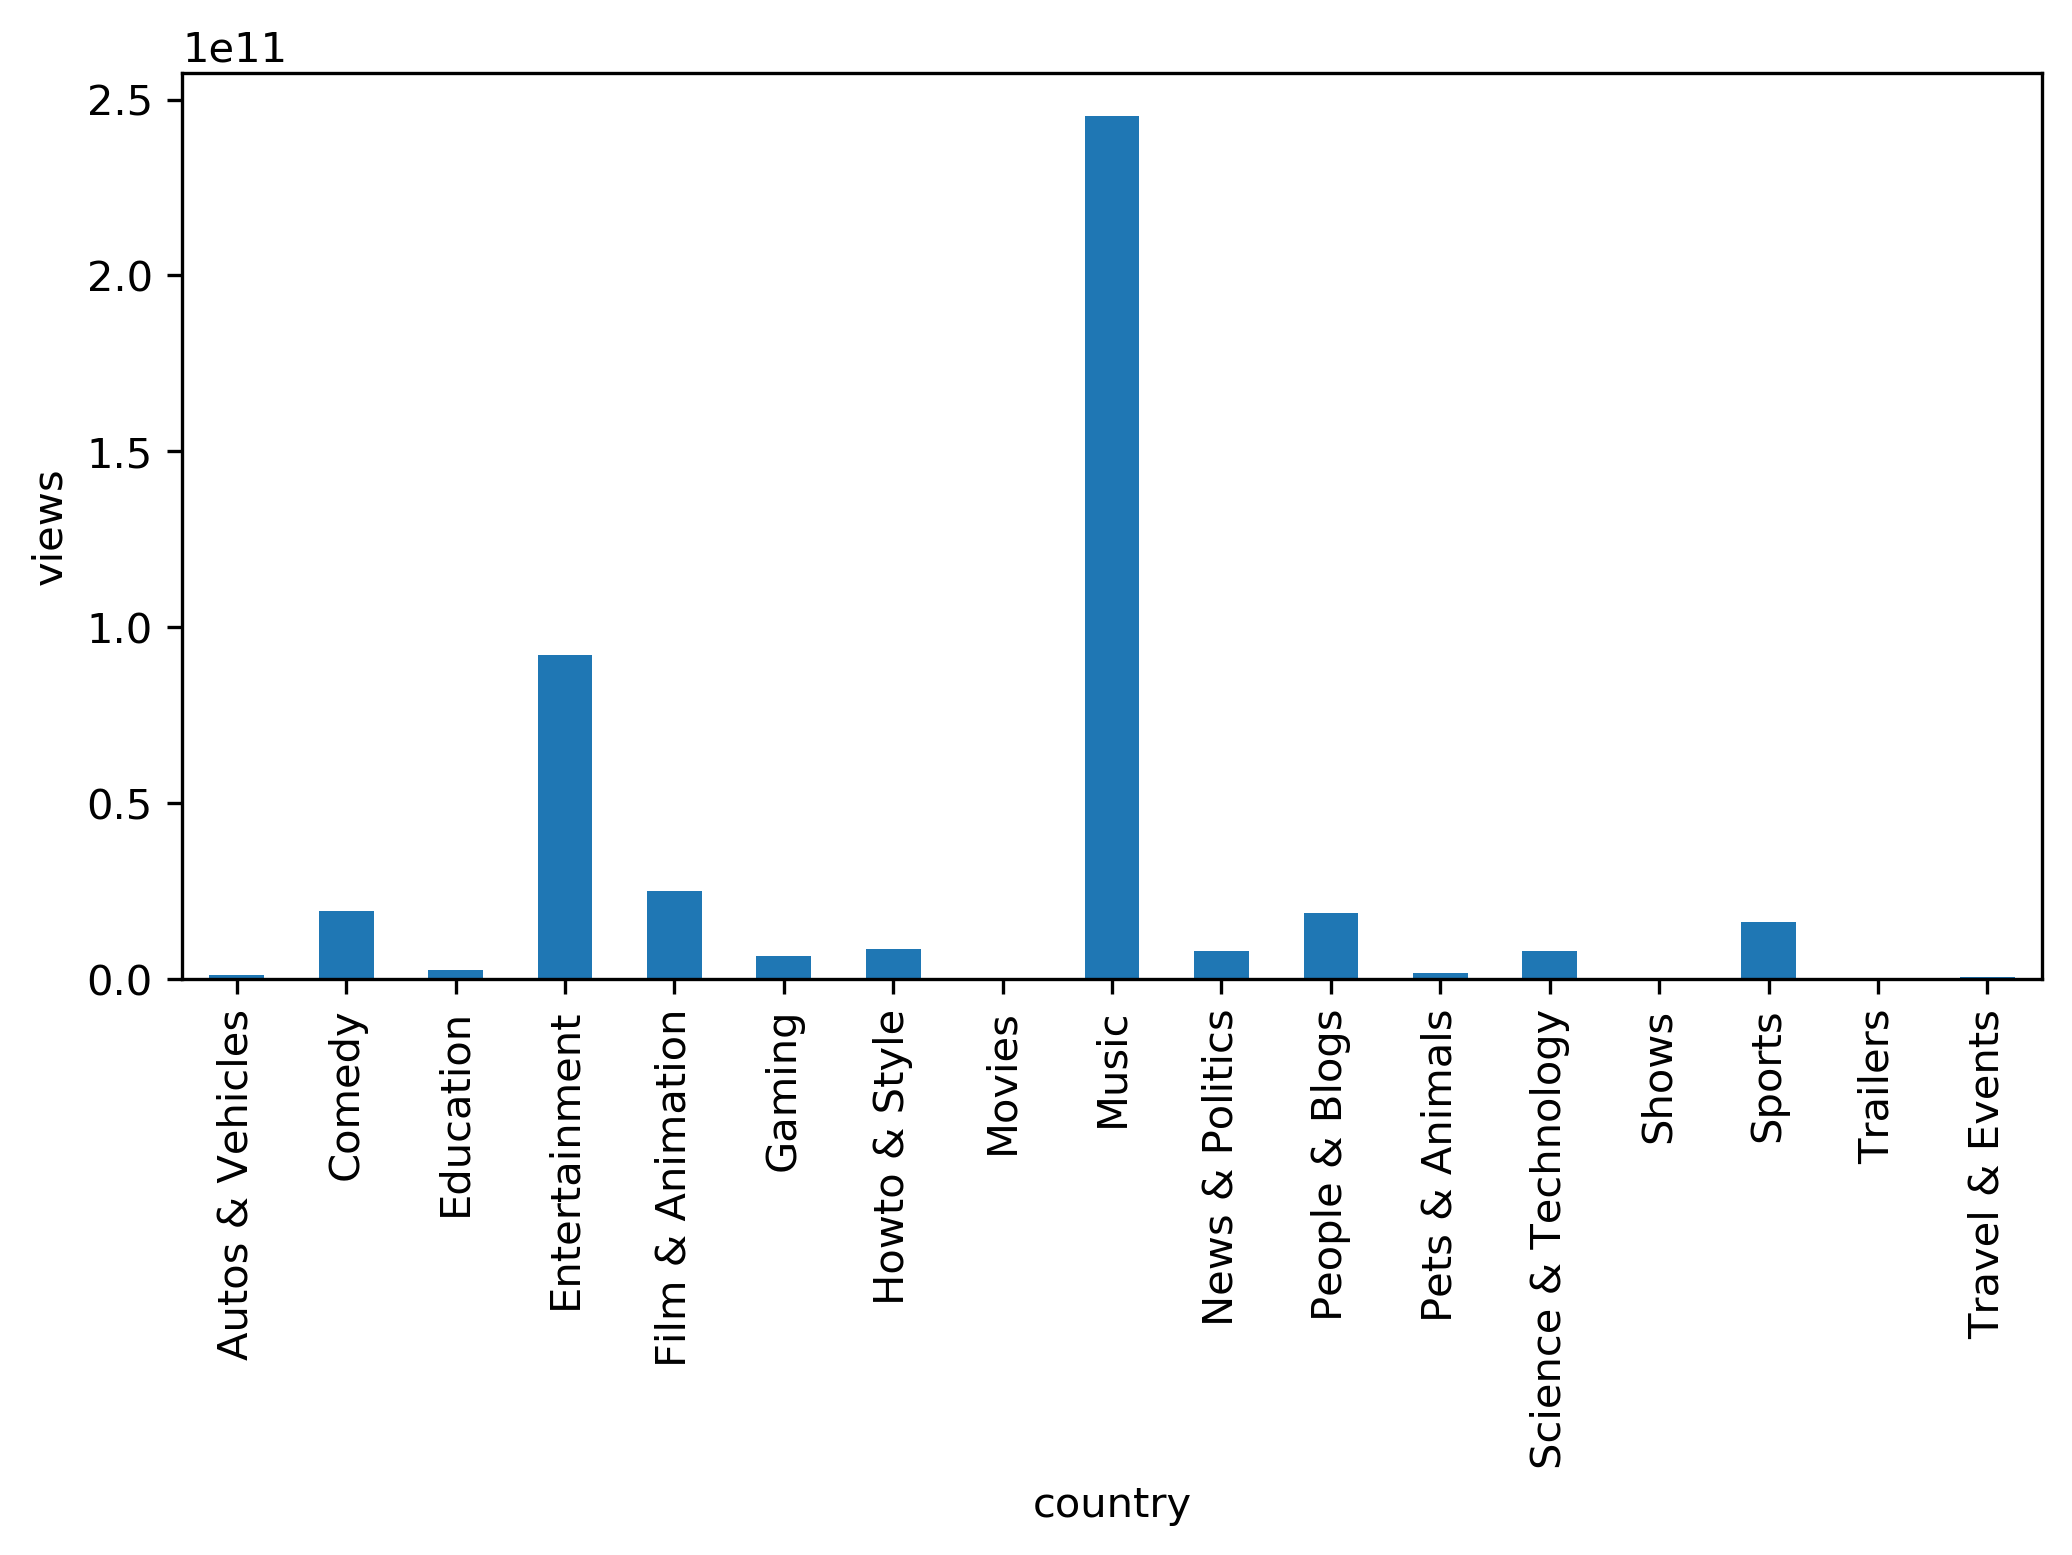 1e11
2.5
2.0
1.5
1.0
0.5
0.0
views
Autos & Vehicles
Comedy
Education
Entertainment
Film & Animation
Gaming
Howto & Style
Movies
Music
News & Politics
People & Blogs
Pets & Animals
Science & Technology
Shows
Sports
Trailers
Travel & Events
country